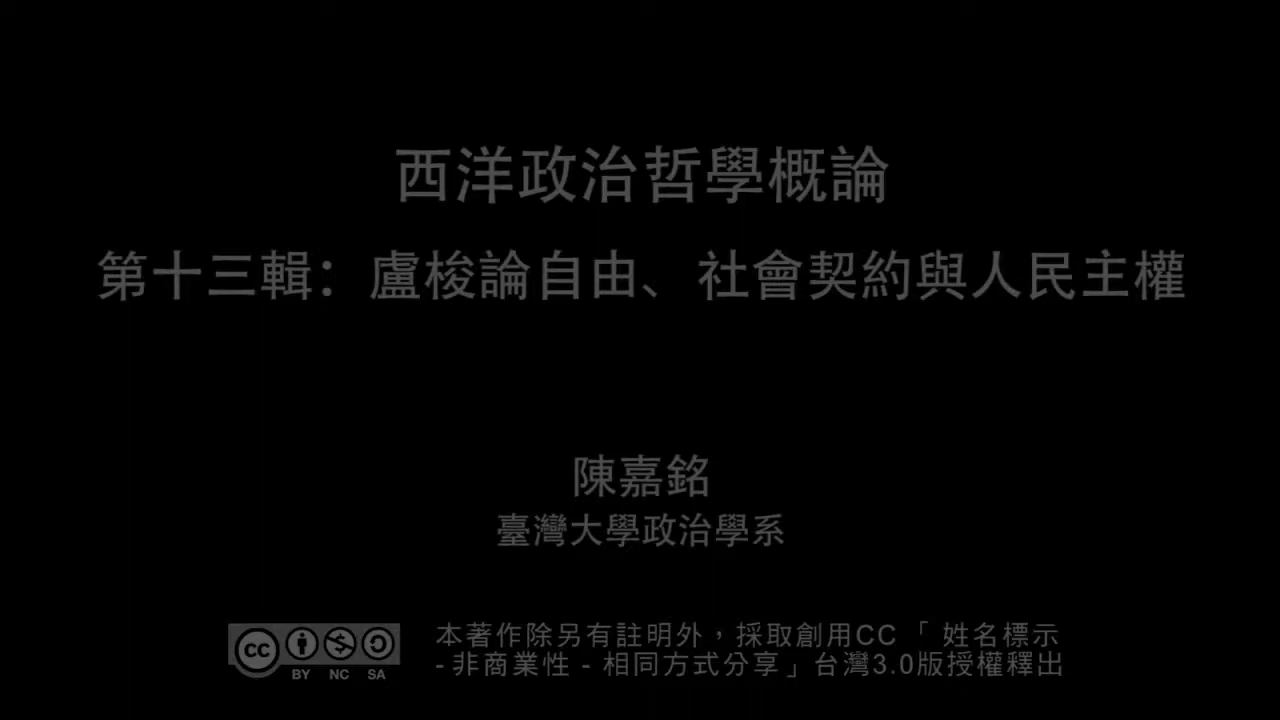 西洋政治哲學概論
第十三輯：盧梭論自由、社會契約與人民主權
陳嘉銘
臺灣大學政治學系
cc BY NC SA
本著作除另有註明外，採取創用CC「 姓名標示
- 非商業性 - 相同方式分享」台灣3.0版授權釋出